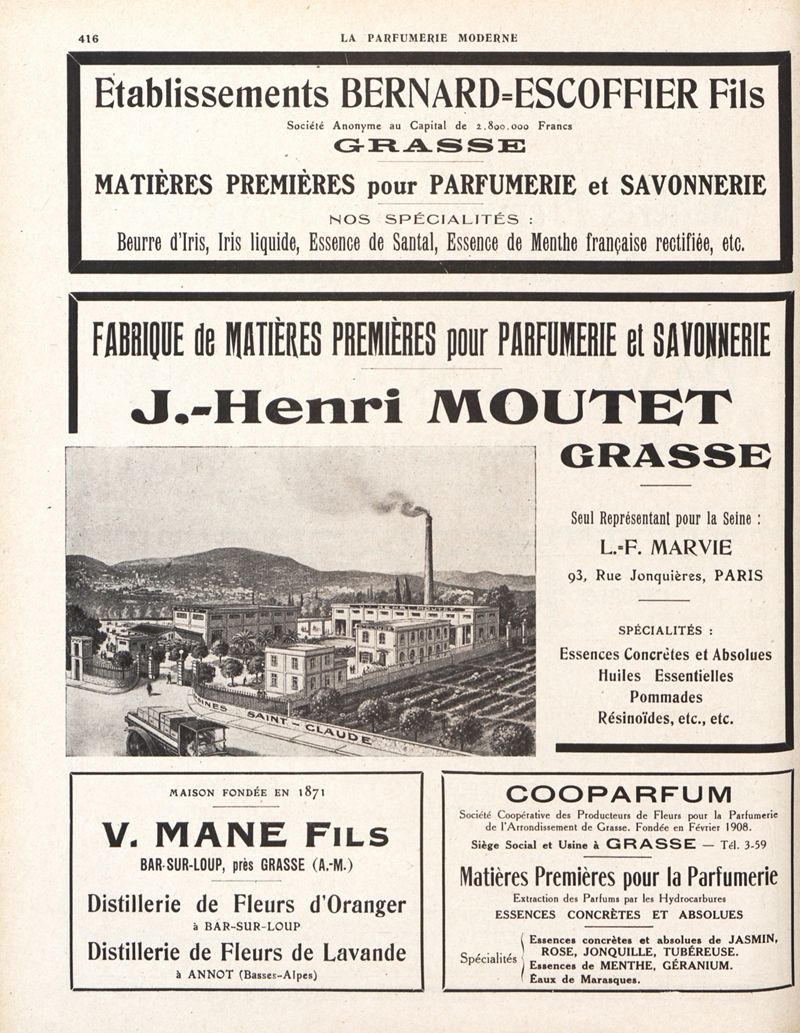 416
LA PARFUMERIE MODERNE
Etablissements BERNARD=ESCOFFIER Fils
Société Anonyme au Capital de 2.800.000 Francs
GRASSE
MATIÈRES PREMIÈRES pour PARFUMERIE et SAVONNERIE
NOS SPÉCIALITÉS :
Beurre d'Iris, Iris liquide, Essence de Santal, Essence de Menthe française rectifiée, etc.
FABRIQUE de MATIÈRES PREMIÈRES pour PARFUMERIE et SAVONNERIE
J.-Henri MOUTET
GRASSE
HENRI MOUTET
SINES SAINT-CLAUDE
Seul Représentant pour la Seine :
L.=F. MARVIE
93, Rue Jonquières, PARIS
SPÉCIALITÉS :
Essences Concrètes et Absolues
Huiles Essentielles
Pommades
Résinoïdes, etc., etc.
MAISON FONDÉE EN 1871
V. MANE FILS
BAR-SUR-LOUP, près GRASSE (A.-M.)
Distillerie de Fleurs d'Oranger
à BAR-SUR-LOUP
Distillerie de Fleurs de Lavande
à ANNOT (Basses-Alpes)
COOPARFUM
Société Coopérative des Producteurs de Fleurs pour la Parfumerie
de l'Arrondissement de Grasse. Fondée en Février 1908.
Siège Social et Usine à GRASSE — Tél. 3-59
Matières Premières pour la Parfumerie
Extraction des Parfums par les Hydrocarbures
ESSENCES CONCRÈTES ET ABSOLUES
Spécialités
Essences concrètes et absolues de JASMIN,
ROSE, JONQUILLE, TUBÉREUSE.
Essences de MENTHE, GÉRANIUM.
Eaux de Marasques.